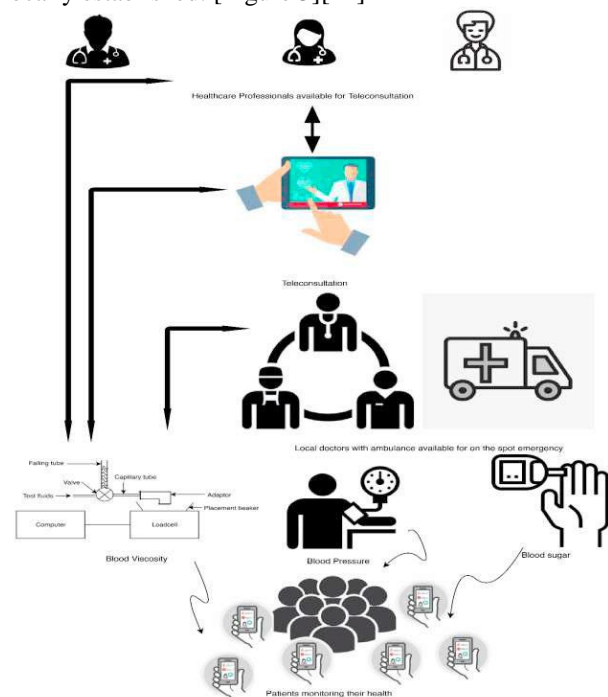 Healthcare Professionals available for Teleconsultation
Teleconsultation
Local doctors with ambulance available for on the spot emergency
Falling tube
Valve
Capillary tube
Test fluids
Adaptor
Placement beaker
Computer
Loadcell
Blood Viscosity
Blood Pressure
Blood sugar
Patients monitoring their health